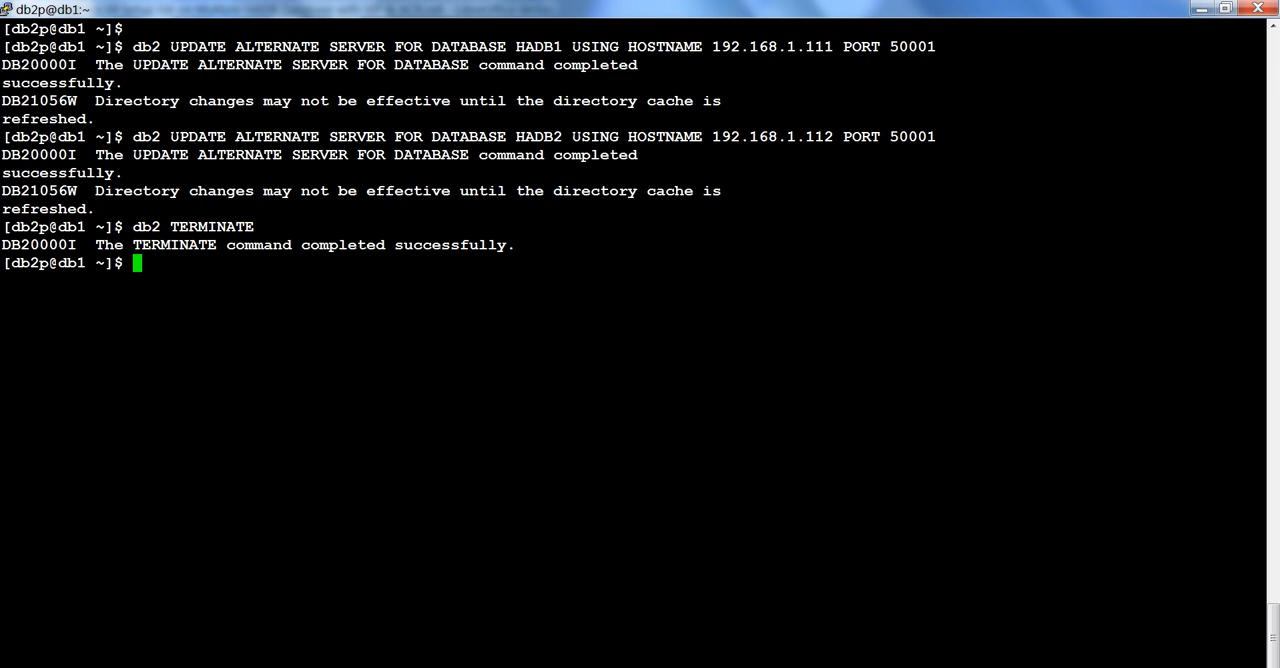 db2p@db1:~
[db2p@db1 ~]$
[db2p@db1 ~]$ db2 UPDATE ALTERNATE SERVER FOR DATABASE HADB1 USING HOSTNAME 192.168.1.111 PORT 50001
DB20000I  The UPDATE ALTERNATE SERVER FOR DATABASE command completed
successfully.
DB21056W  Directory changes may not be effective until the directory cache is
refreshed.
[db2p@db1 ~]$ db2 UPDATE ALTERNATE SERVER FOR DATABASE HADB2 USING HOSTNAME 192.168.1.112 PORT 50001
DB20000I  The UPDATE ALTERNATE SERVER FOR DATABASE command completed
successfully.
DB21056W  Directory changes may not be effective until the directory cache is
refreshed.
[db2p@db1 ~]$ db2 TERMINATE
DB20000I  The TERMINATE command completed successfully.
[db2p@db1 ~]$